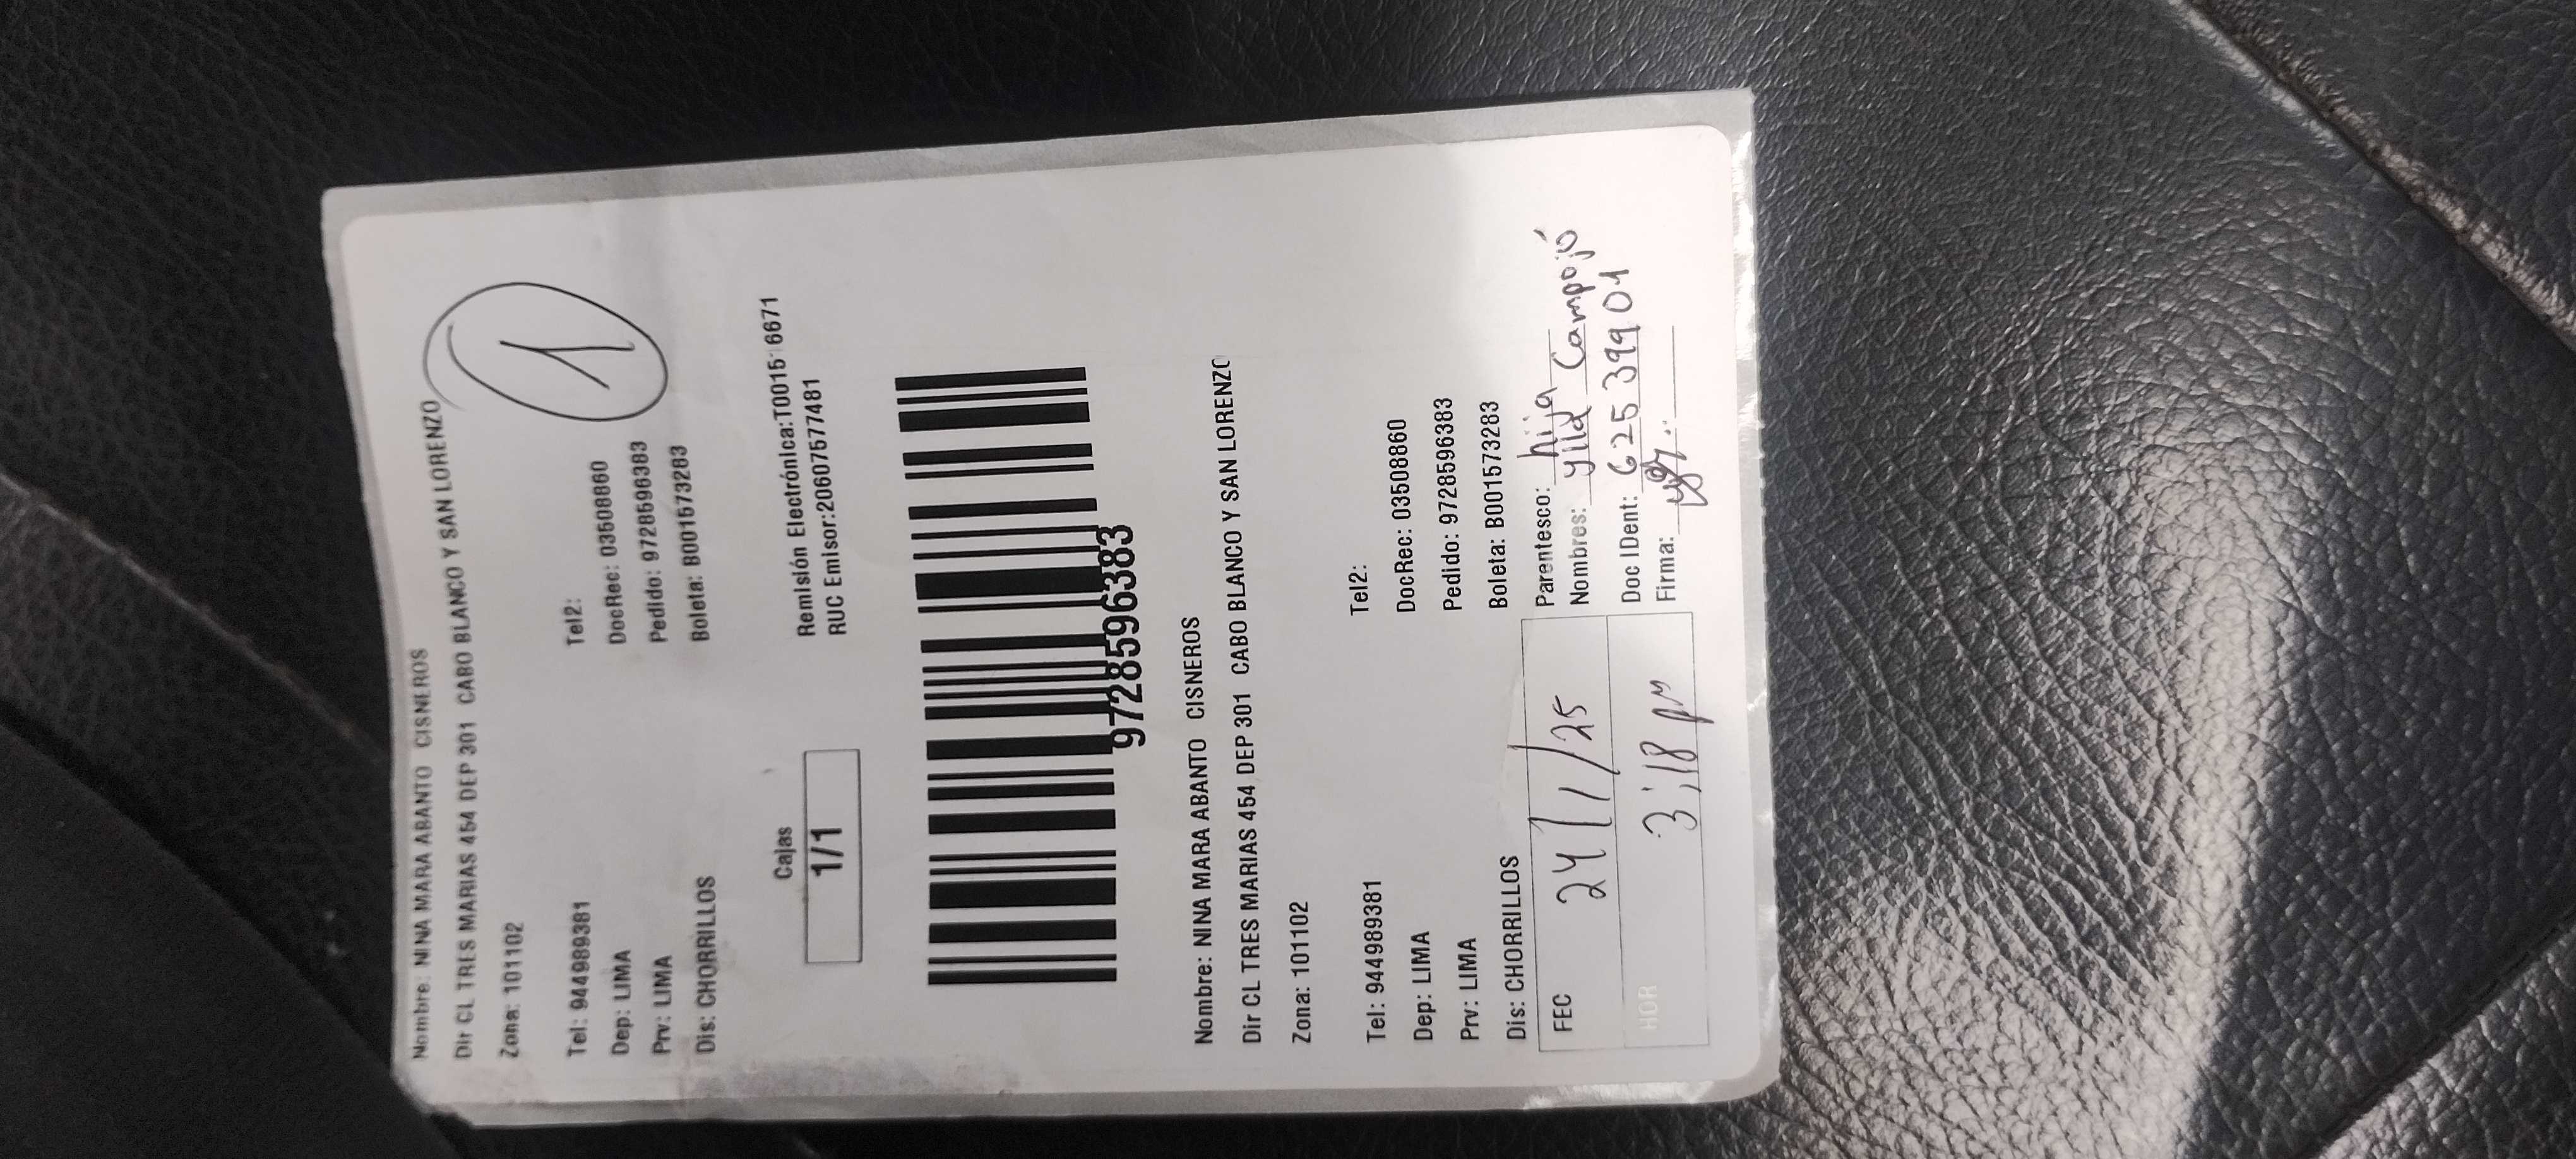 Nombre: NINA MARA ABANTO CISNEROS
Dir CL TRES MARIAS 454 DEP 301 CABO BLANCO Y SAN LORENZO
Zona: 101102
1
Tel: 944989381 Tel2:
Dep: LIMA DocRec: 03508860
Prv: LIMA Pedido: 9728596383
Dis: CHORRILLOS Boleta: B001573283
Cajas
1/1
Remisión Electrónica:T0015 6671
RUC Emisor:20607577481
9728596383
Nombre: NINA MARA ABANTO CISNEROS
Dir CL TRES MARIAS 454 DEP 301 CABO BLANCO Y SAN LORENZO
Zona: 101102
Tel: 944989381 Tel2:
Dep: LIMA DocRec: 03508860
Prv: LIMA Pedido: 9728596383
Dis: CHORRILLOS Boleta: B001573283
FEC 24/1/25
HOR 3:18 pm
Parentesco: hija
Nombres: Campojó
Doc IDent: 62539901
Firma: